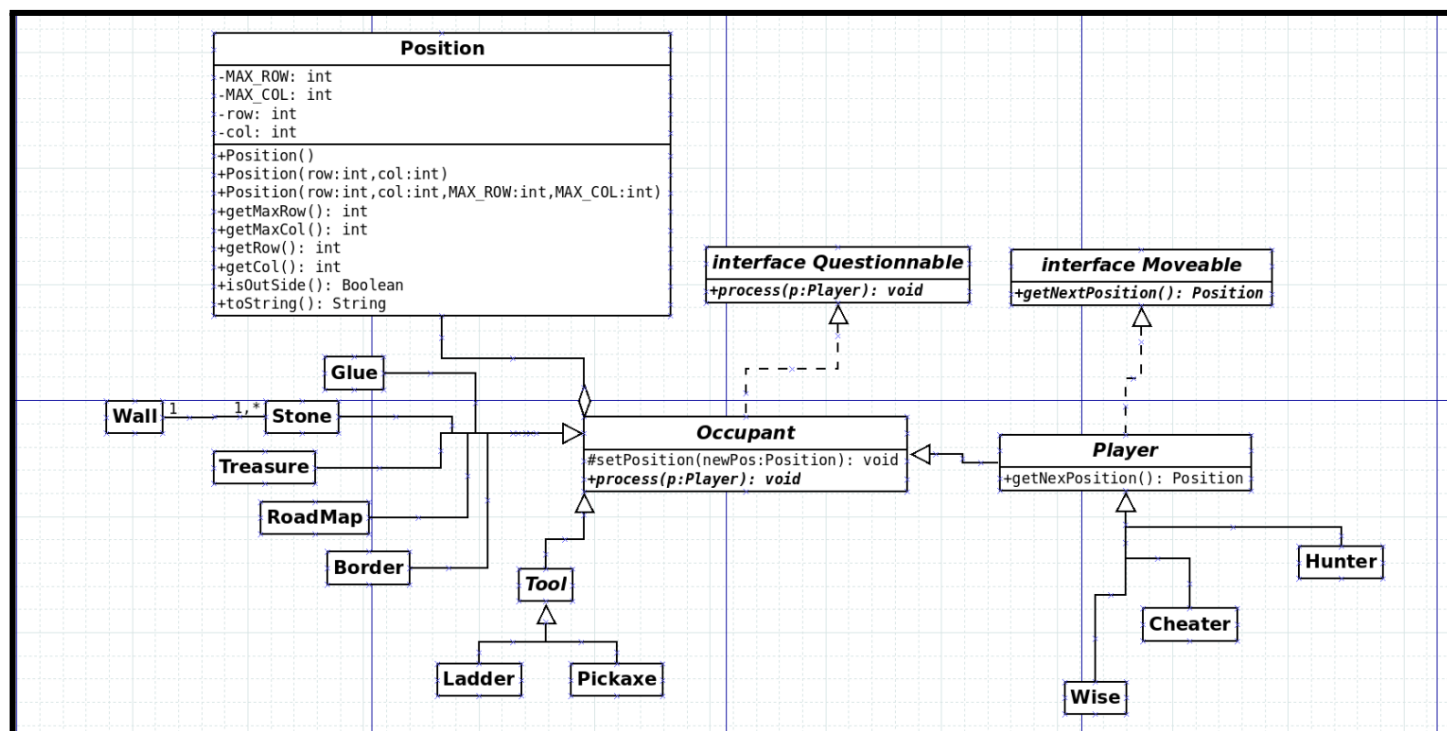 Position
-MAX_ROW: int
-MAX_COL: int
-row: int
-col: int
+Position()
+Position(row:int,col:int)
+Position(row:int,col:int,MAX_ROW:int,MAX_COL:int)
+getMaxRow(): int
+getMaxCol(): int
+getRow(): int
+getCol(): int
+isOutSide(): Boolean
+toString(): String
interface Questionnable
+process(p:Player): void
interface Moveable
+getNextPosition(): Position
Glue
Wall
1
1,*
Stone
Treasure
RoadMap
Border
Occupant
#setPosition(newPos:Position): void
+process(p:Player): void
Player
+getNexPosition(): Position
Tool
Ladder
Pickaxe
Hunter
Cheater
Wise